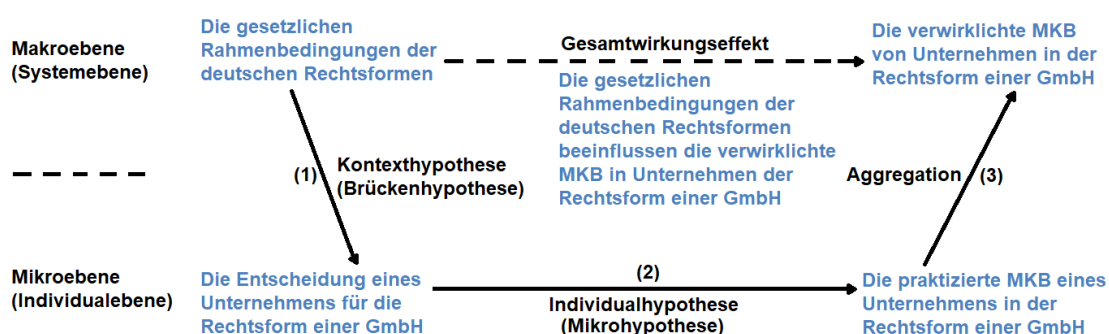 Makroebene
(Systemebene)
Die gesetzlichen
Rahmenbedingungen der
deutschen Rechtsformen
Gesamtwirkungseffekt
Die gesetzlichen
Rahmenbedingungen der
deutschen Rechtsformen
beeinflussen die verwirklichte
MKB in Unternehmen der
Rechtsform einer GmbH
Die verwirklichte MKB
von Unternehmen in der
Rechtsform einer GmbH
(1)
Kontexthypothese
(Brückenhypothese)
Aggregation
(3)
Mikroebene
(Individualebene)
Die Entscheidung eines
Unternehmens für die
Rechtsform einer GmbH
(2)
Individualhypothese
(Mikrohypothese)
Die praktizierte MKB eines
Unternehmens in der
Rechtsform einer GmbH